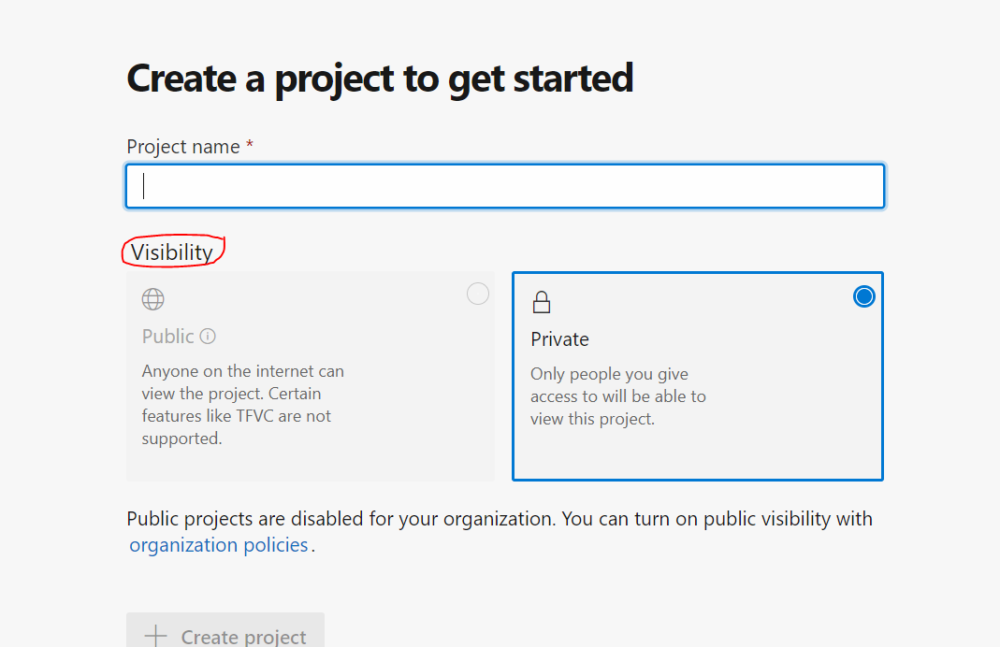 Create a project to get started
Project name *
Visibility
Public
Anyone on the internet can
view the project. Certain
features like TFVC are not
supported.
Private
Only people you give
access to will be able to
view this project.
Public projects are disabled for your organization. You can turn on public visibility with
organization policies.
Create project